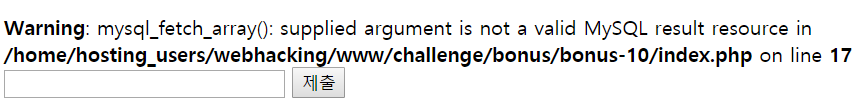 Warning: mysql_fetch_array(): supplied argument is not a valid MySQL result resource in
/home/hosting_users/webhacking/www/challenge/bonus/bonus-10/index.php on line 17
제출